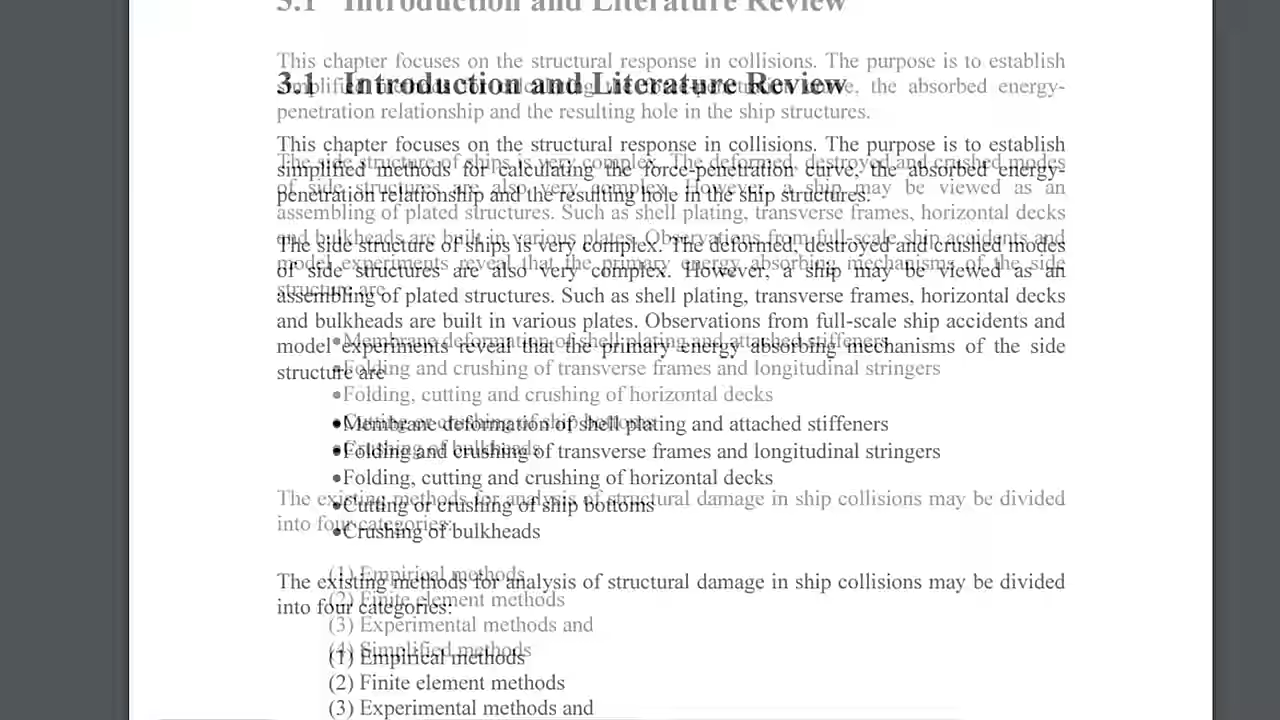 3.1 Introduction and Literature Review
This chapter focuses on the structural response in collisions. The purpose is to establish
simplified methods for calculating the force-penetration curve, the absorbed energy-
penetration relationship and the resulting hole in the ship structures.
The side structure of ships is very complex. The deformed, destroyed and crushed modes
of side structures are also very complex. However, a ship may be viewed as an
assembling of plated structures. Such as shell plating, transverse frames, horizontal decks
and bulkheads are built in various plates. Observations from full-scale ship accidents and
model experiments reveal that the primary energy absorbing mechanisms of the side
structure are
•Membrane deformation of shell plating and attached stiffeners
•Folding and crushing of transverse frames and longitudinal stringers
•Folding, cutting and crushing of horizontal decks
•Cutting or crushing of ship bottoms
•Crushing of bulkheads
The existing methods for analysis of structural damage in ship collisions may be divided
into four categories:
(1) Empirical methods
(2) Finite element methods
(3) Experimental methods and
(4) Simplified methods